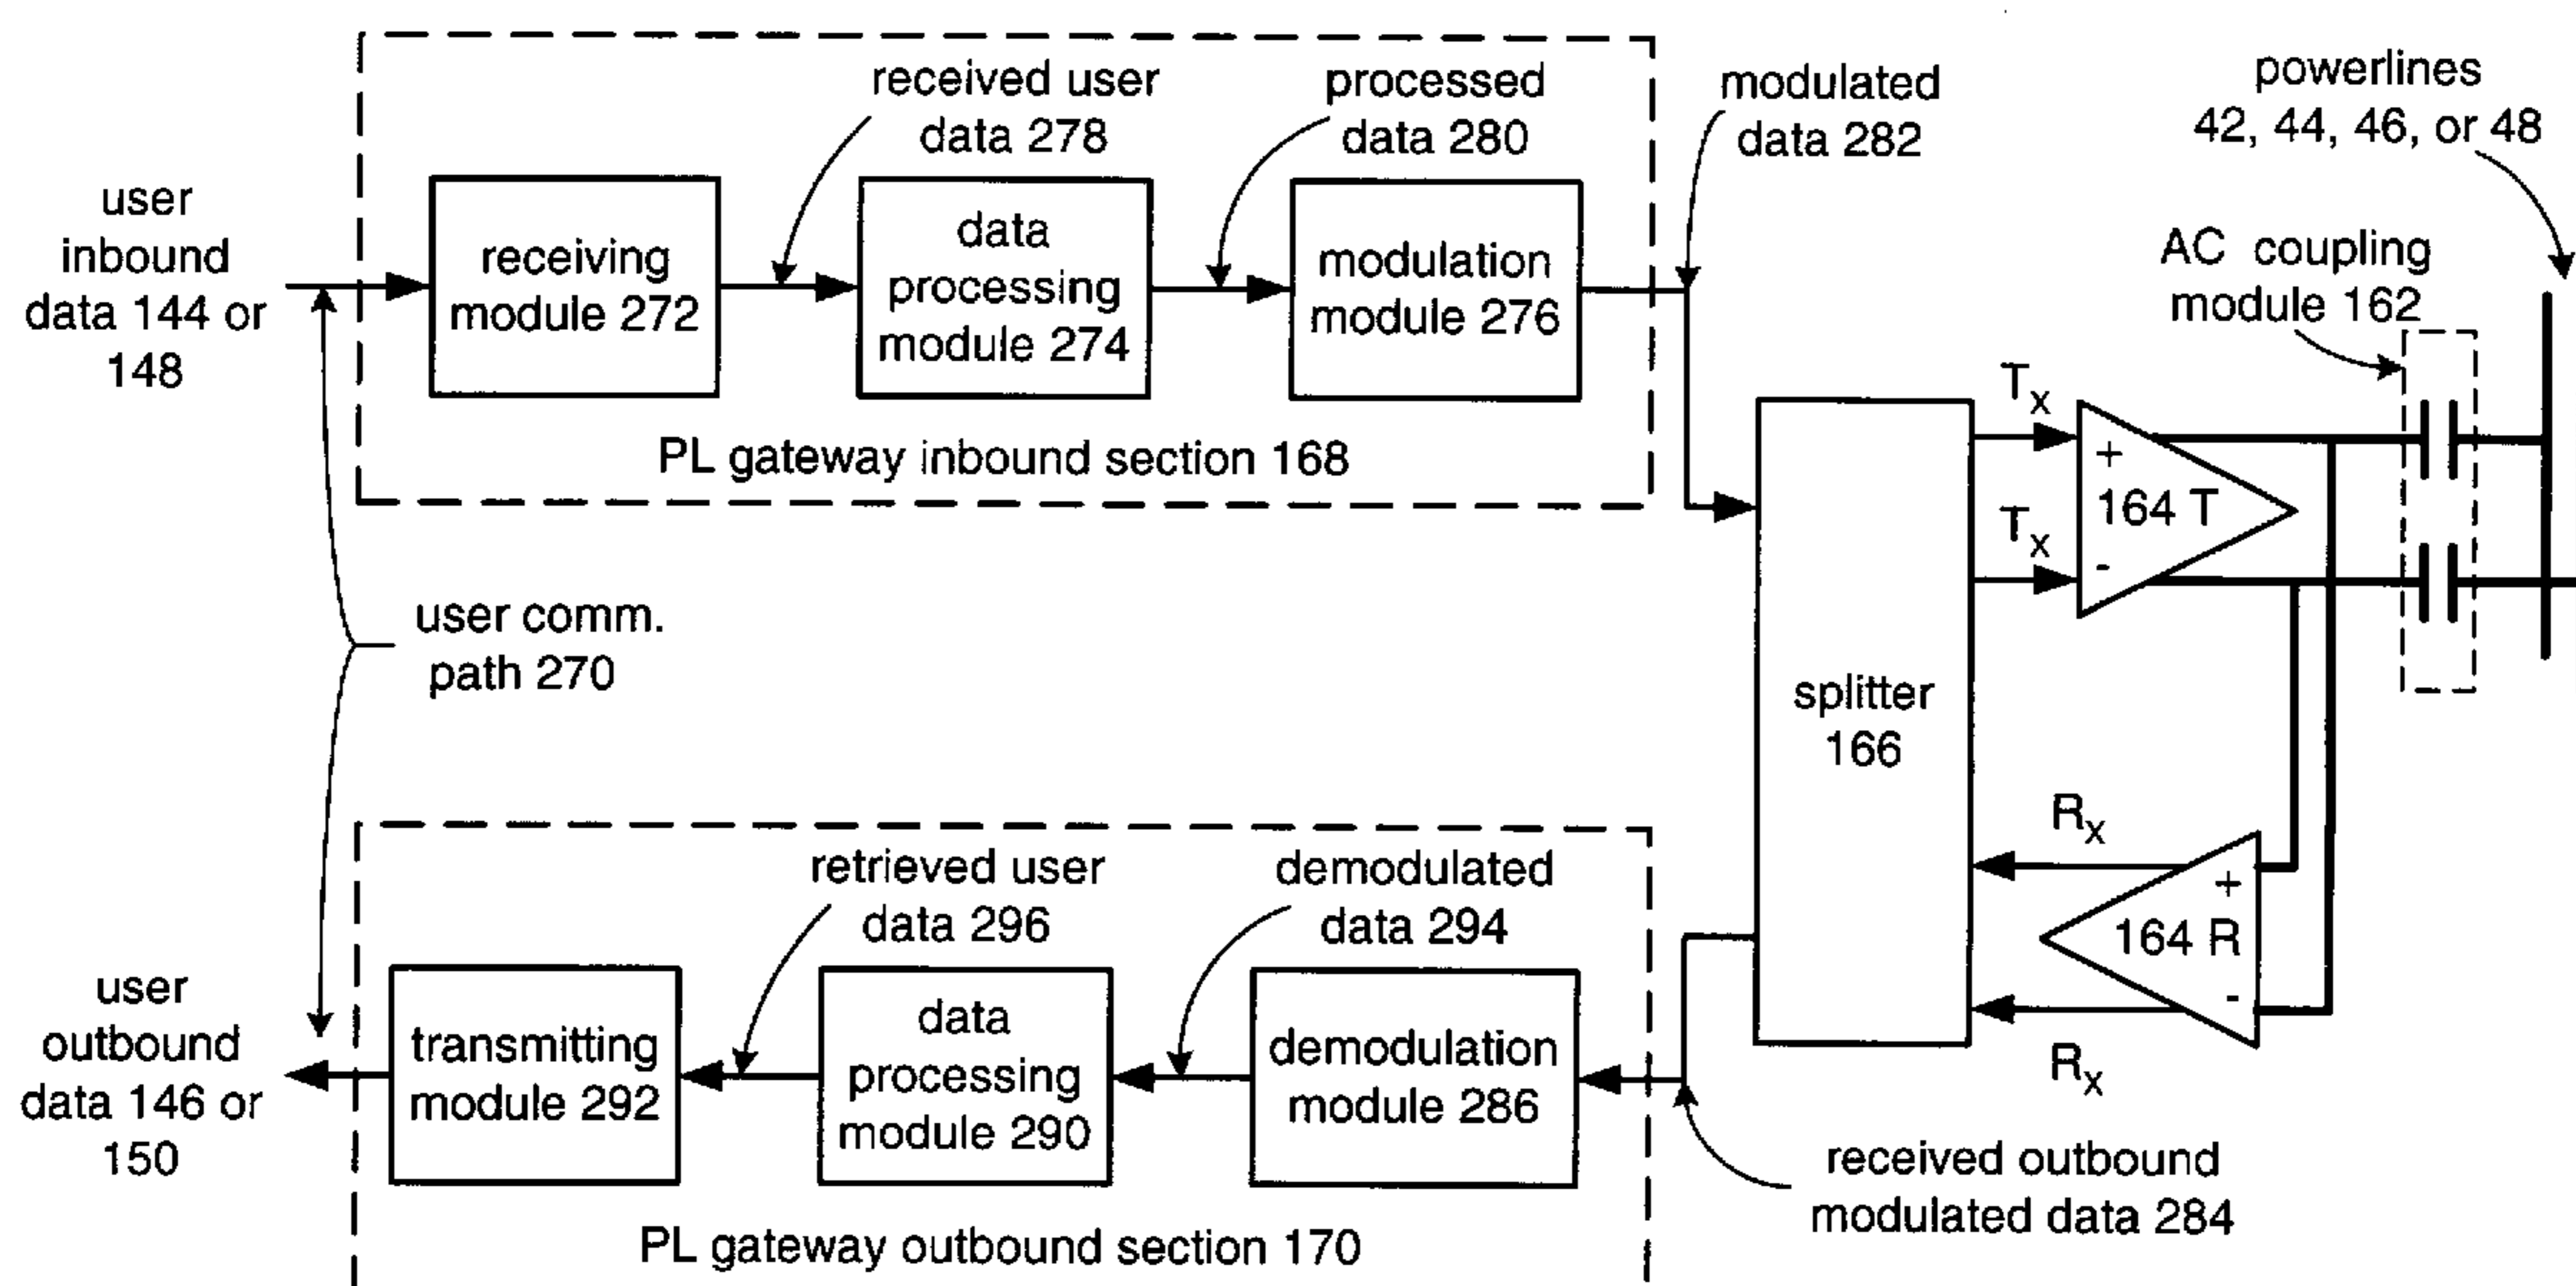 received user
data 278
processed
data 280
modulated
data 282
powerlines
42, 44, 46, or 48
user
inbound
data 144 or
148
receiving
module 272
data
processing
module 274
modulation
module 276
AC coupling
module 162
PL gateway inbound section 168
Tx
+
164 T
Tx
-
user comm.
path 270
splitter
166
Rx
+
164 R
-
Rx
retrieved user
data 296
demodulated
data 294
user
outbound
data 146 or
150
transmitting
module 292
data
processing
module 290
demodulation
module 286
received outbound
modulated data 284
PL gateway outbound section 170